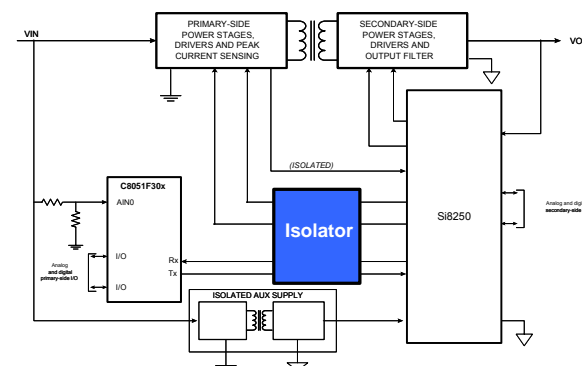 VIN
PRIMARY-SIDE
POWER STAGES,
DRIVERS AND PEAK
CURRENT SENSING
SECONDARY-SIDE
POWER STAGES,
DRIVERS AND
OUTPUT FILTER
VO
(ISOLATED)
C8051F30x
AIN0
I/O
I/O
Rx
Tx
Analog
and digital
primary-side I/O
Isolator
Si8250
Analog and digi
secondary-side
ISOLATED AUX SUPPLY